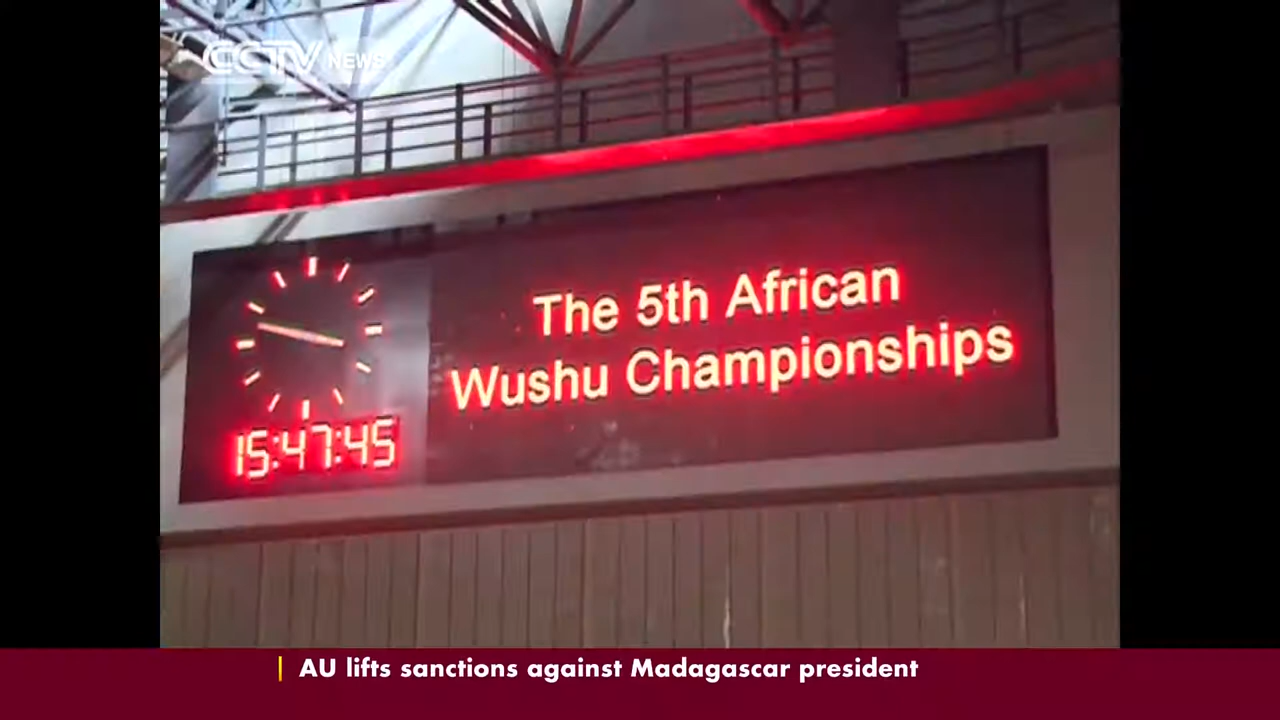 CCTV NEWS
The 5th African
Wushu Championships
15:47:45
AU lifts sanctions against Madagascar president